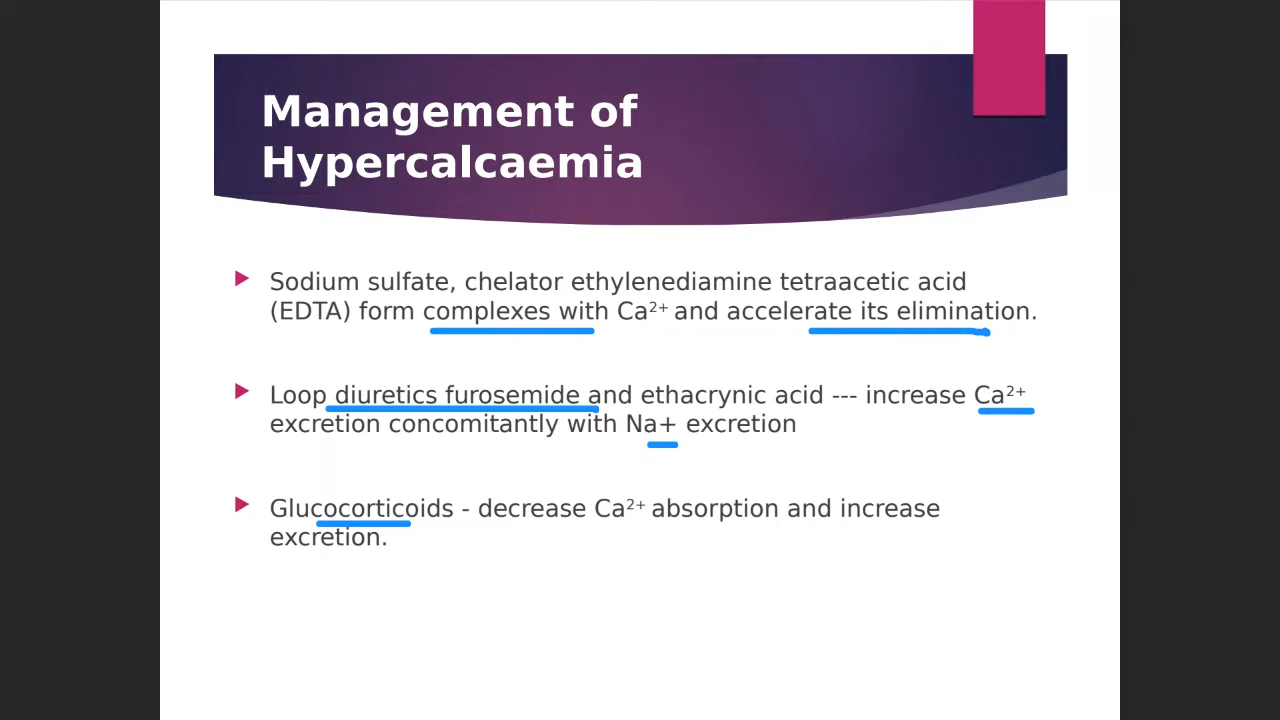 Management of
Hypercalcaemia
Sodium sulfate, chelator ethylenediamine tetraacetic acid
(EDTA) form complexes with Ca²⁺ and accelerate its elimination.
Loop diuretics furosemide and ethacrynic acid --- increase Ca²⁺
excretion concomitantly with Na+ excretion
Glucocorticoids - decrease Ca²⁺ absorption and increase
excretion.